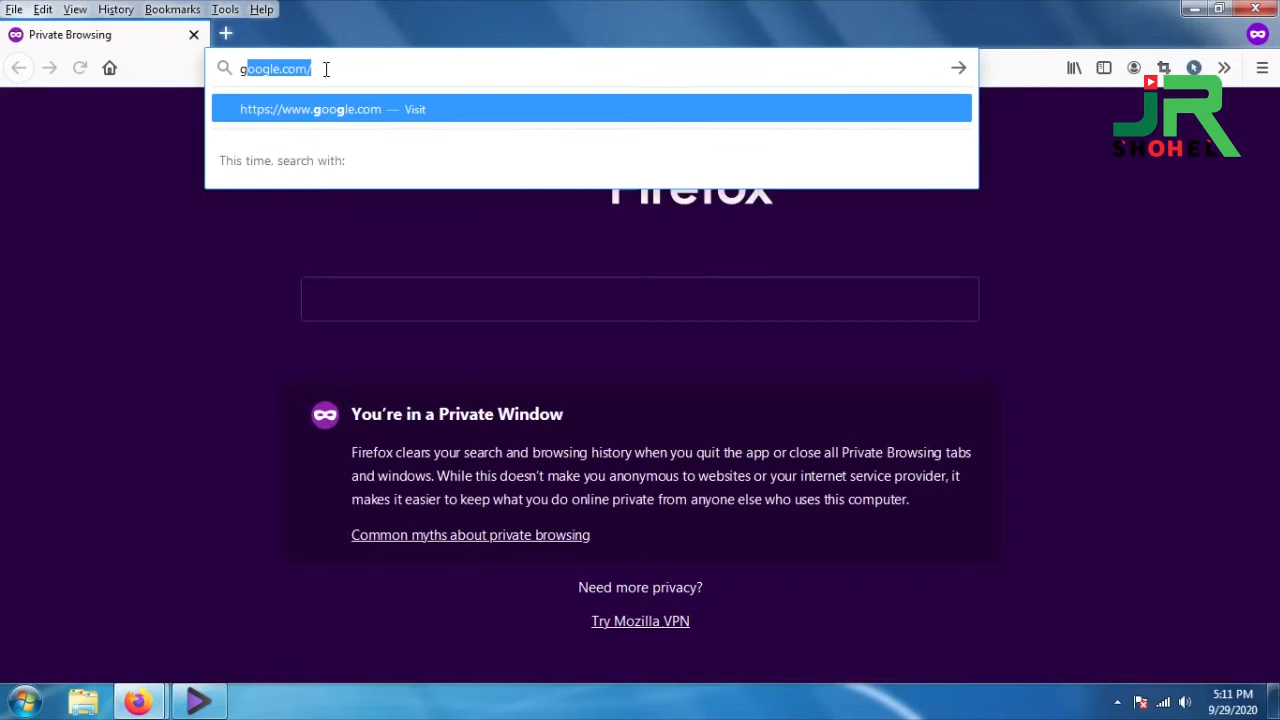 File Edit View History Bookmarks Tools Help
Private Browsing
google.com/
https://www.google.com — Visit
This time, search with:
JR
SHOHEL
Firefox
You're in a Private Window
Firefox clears your search and browsing history when you quit the app or close all Private Browsing tabs
and windows. While this doesn't make you anonymous to websites or your internet service provider, it
makes it easier to keep what you do online private from anyone else who uses this computer.
Common myths about private browsing
Need more privacy?
Try Mozilla VPN
5:11 PM
9/29/2020